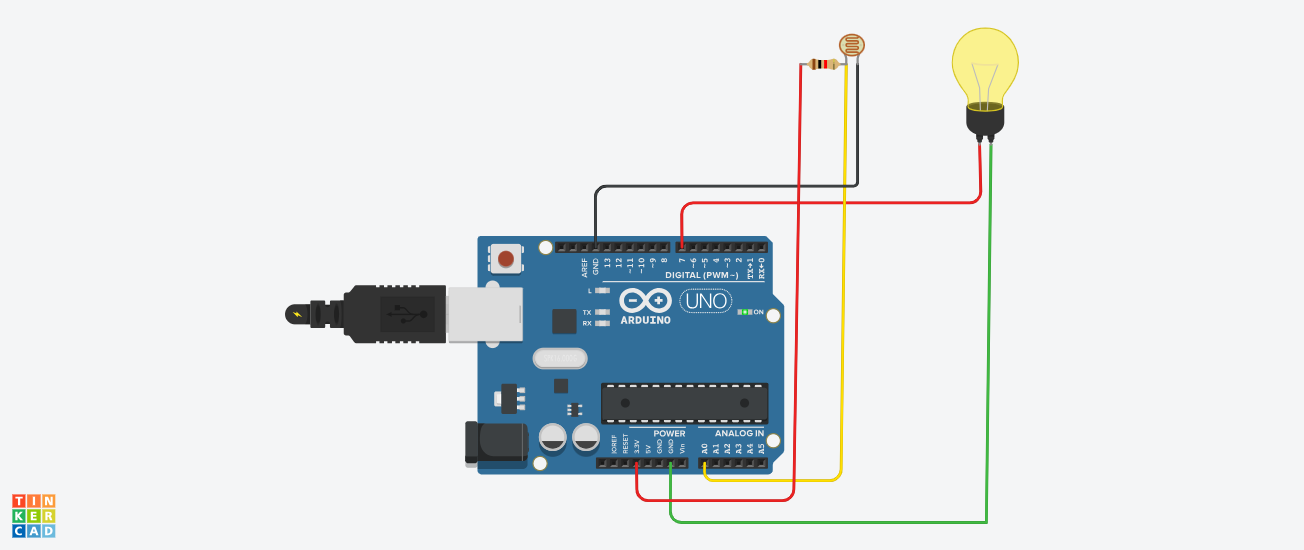 AREF
GND
13
12
~11
~10
~9
8
7
~6
~5
4
~3
2
TX→1
RX←0
DIGITAL (PWM~)
L
TX
RX
UNO
ARDUINO
ON
POWER
ANALOG IN
IOREF
RESET
3.3V
5V
GND
GND
Vin
A0
A1
A2
A3
A4
A5
TIN
KER
CAD